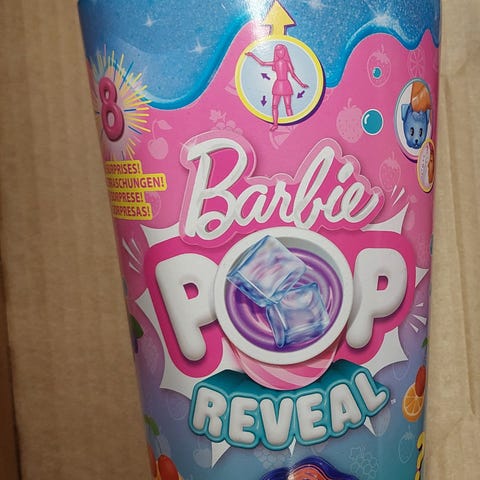 8
SURPRISES!
ÜBERRASCHUNGEN!
SORPRESE!
SORPRESAS!
Barbie
POP
REVEAL